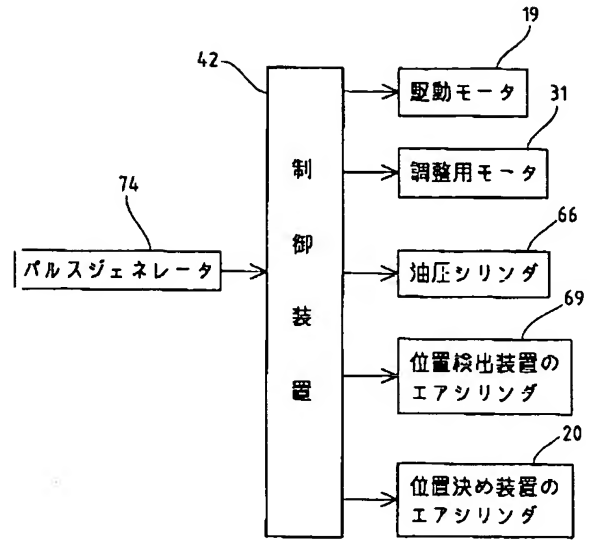 19
42
駆動モータ
31
制御装置
調整用モータ
74
パルスジェネレータ
66
油圧シリンダ
69
位置検出装置の
エアシリンダ
20
位置決め装置の
エアシリンダ